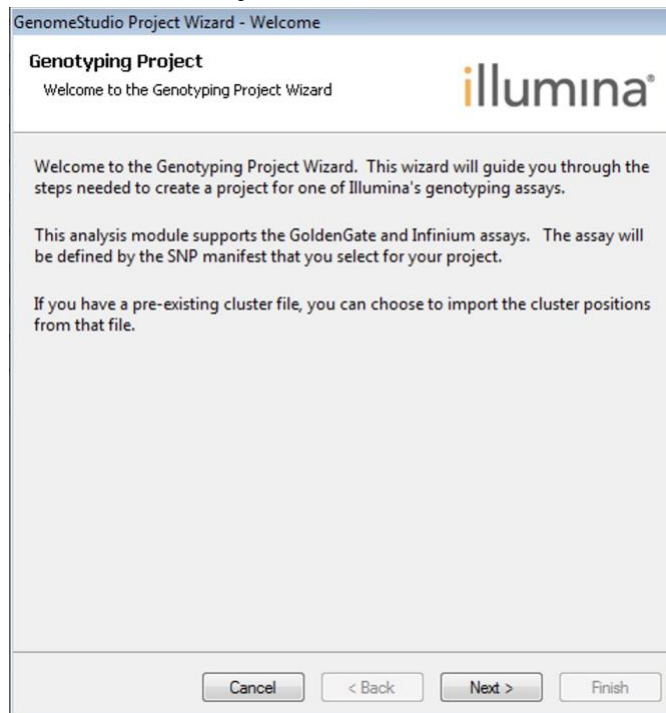 GenomeStudio Project Wizard - Welcome
Genotyping Project
Welcome to the Genotyping Project Wizard
illumina®
Welcome to the Genotyping Project Wizard. This wizard will guide you through the
steps needed to create a project for one of Illumina's genotyping assays.
This analysis module supports the GoldenGate and Infinium assays. The assay will
be defined by the SNP manifest that you select for your project.
If you have a pre-existing cluster file, you can choose to import the cluster positions
from that file.
Cancel
< Back
Next >
Finish